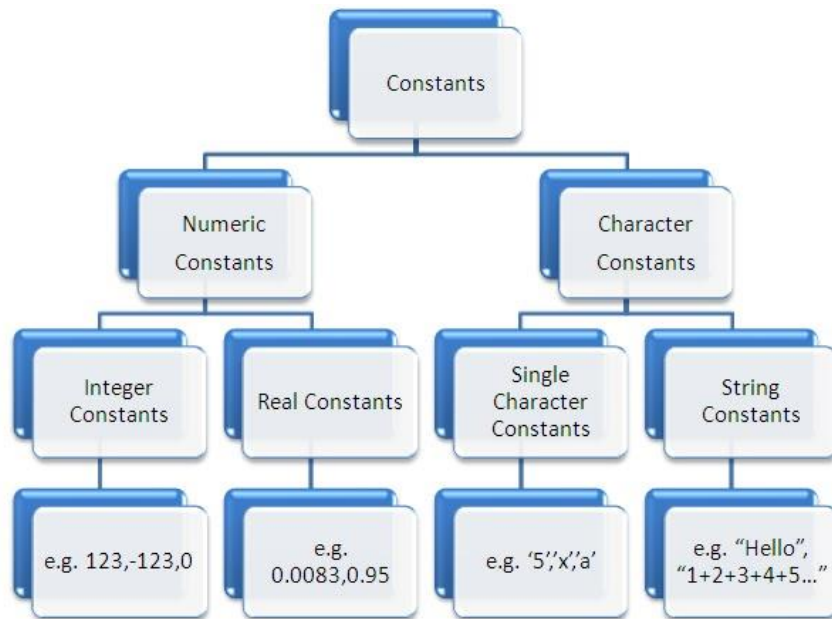 Constants
Numeric
Constants
Character
Constants
Integer
Constants
Real Constants
Single
Character
Constants
String
Constants
e.g. 123,-123,0
e.g.
0.0083,0.95
e.g. ‘5’,’x’,’a’
e.g. “Hello”,
“1+2+3+4+5…”